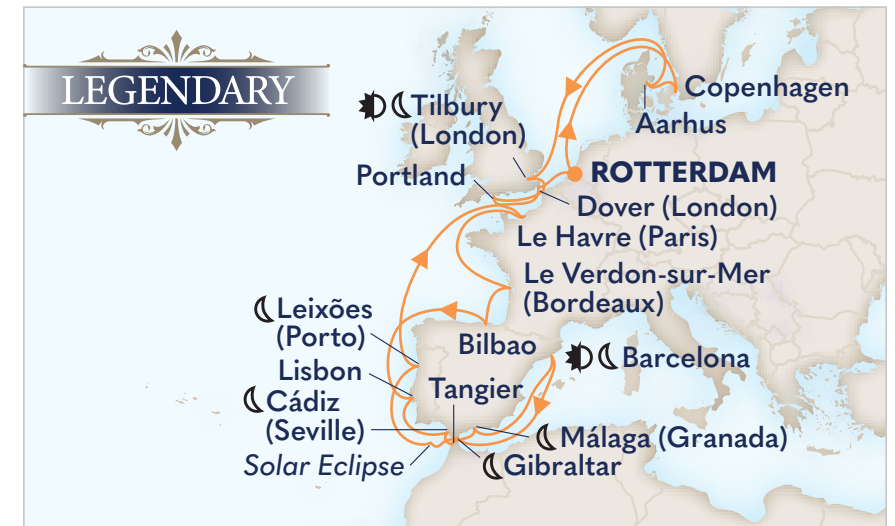 LEGENDARY
Copenhagen
Aarhus
Tilbury
(London)
Portland
ROTTERDAM
Dover (London)
Le Havre (Paris)
Le Verdon-sur-Mer
(Bordeaux)
Leixões
(Porto)
Bilbao
Barcelona
Lisbon
Tangier
Cádiz
(Seville)
Málaga (Granada)
Solar Eclipse
Gibraltar